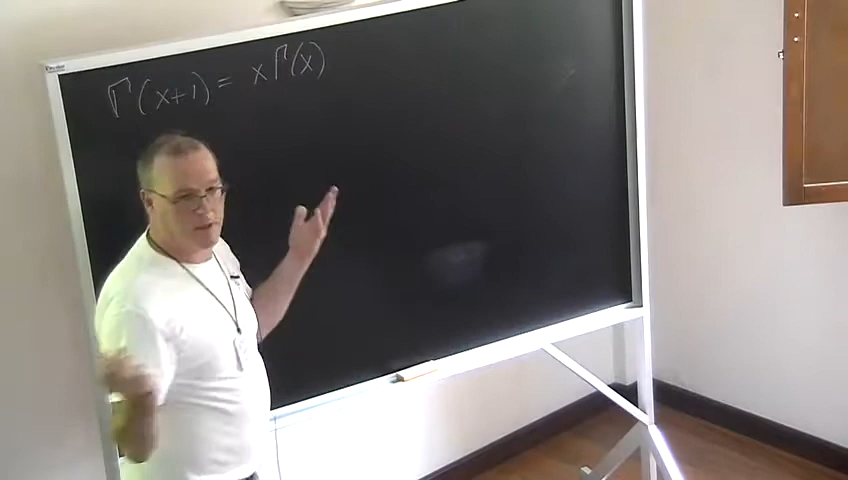 Γ(x+1) = xΓ(x)